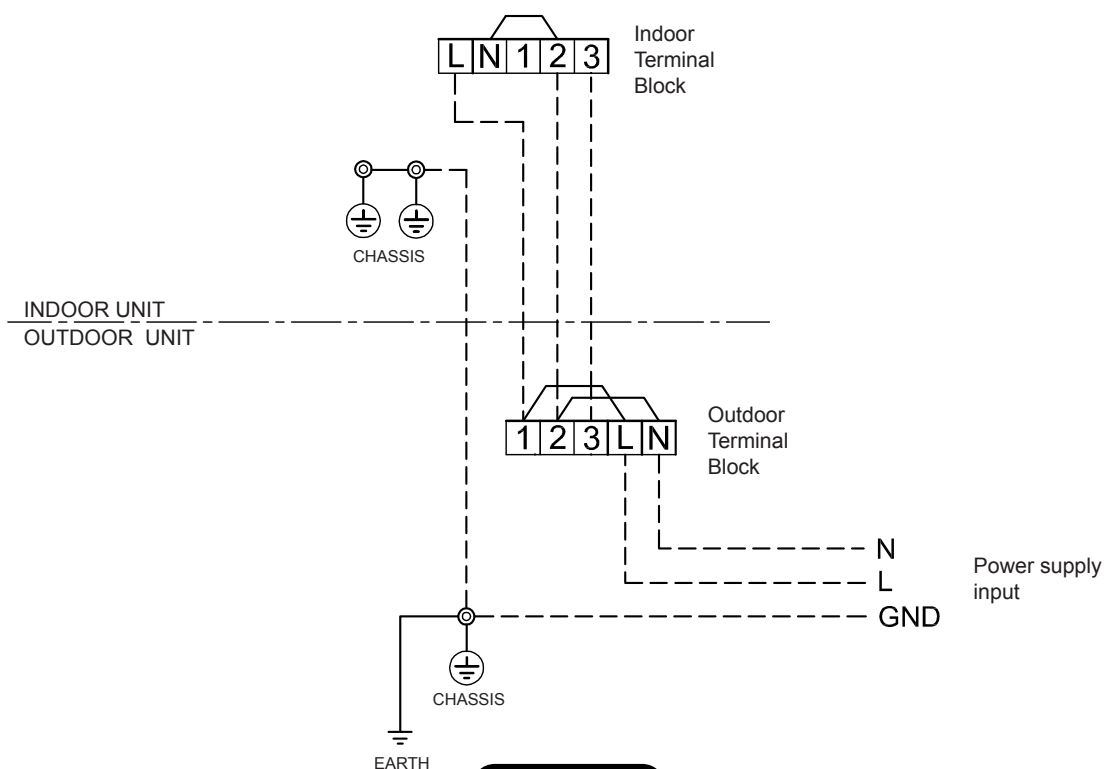 L N 1 2 3
Indoor
Terminal
Block
CHASSIS
INDOOR UNIT
OUTDOOR UNIT
1 2 3 L N
Outdoor
Terminal
Block
N
L
GND
Power supply
input
CHASSIS
EARTH